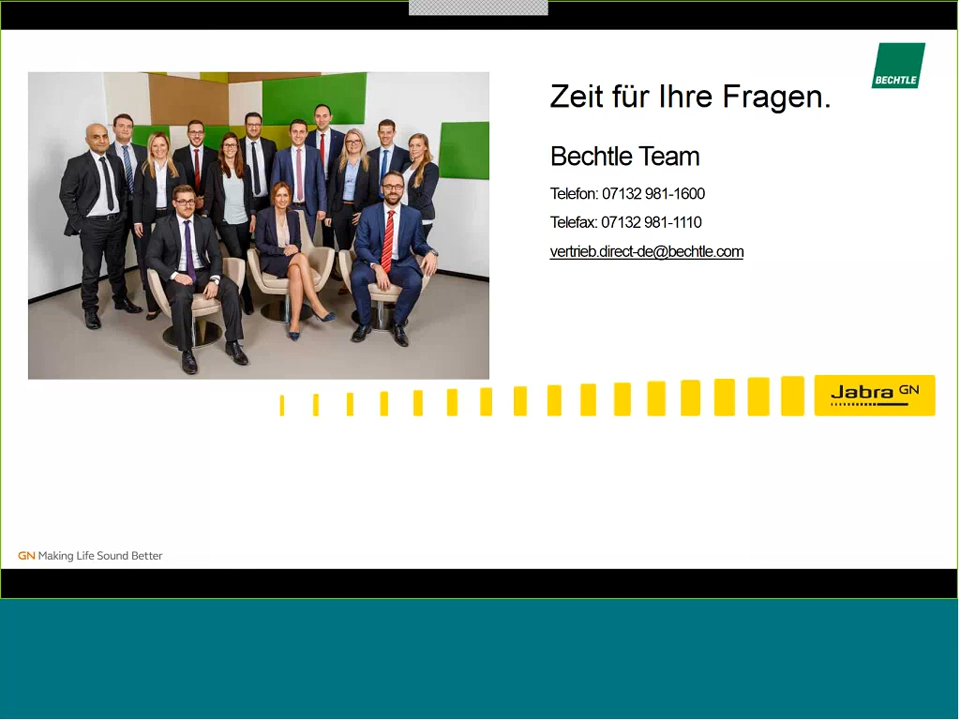 BECHTLE
Zeit für Ihre Fragen.
Bechtle Team
Telefon: 07132 981-1600
Telefax: 07132 981-1110
vertrieb.direct-de@bechtle.com
Jabra GN
GN Making Life Sound Better